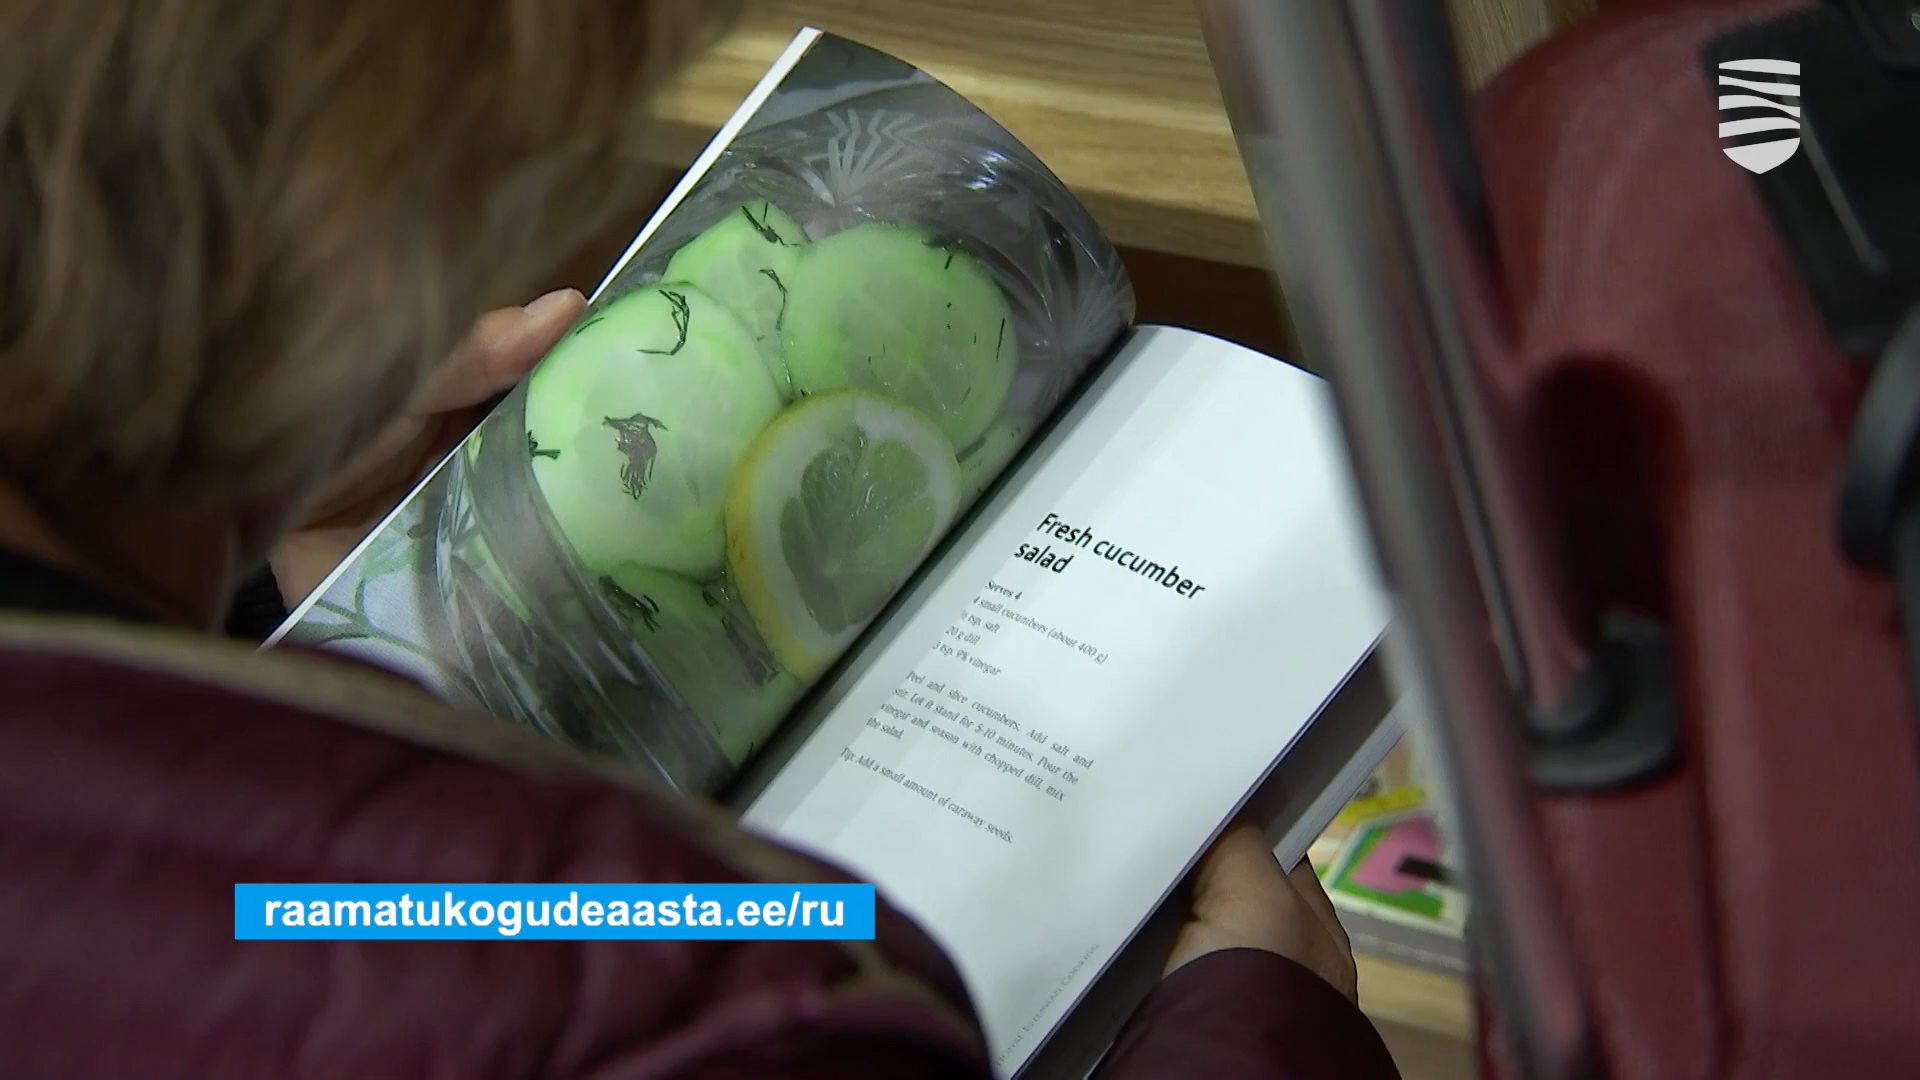 Fresh cucumber
salad
Serves 4
4 small cucumbers (about 400 g)
½ tsp. salt
20 g dill
3 tsp. 9% vinegar
Peel and slice cucumbers. Add salt and
stir. Let it stand for 5-10 minutes. Pour the
vinegar and season with chopped dill, mix
the salad.
Tip: Add a small amount of caraway seeds.
ESTONIAN COOKING
raamatukogudeaasta.ee/ru